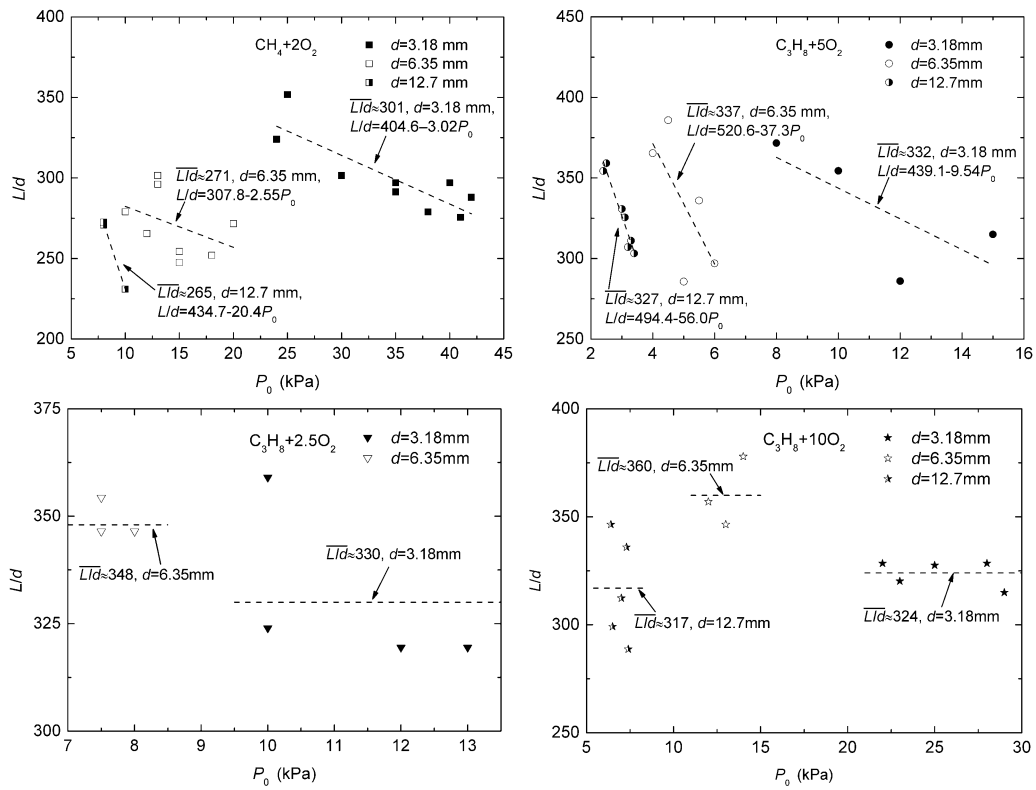 CH4+2O2
d=3.18 mm
d=6.35 mm
d=12.7 mm
L/d≈301, d=3.18 mm,
L/d=404.6–3.02P0
L/d≈271, d=6.35 mm,
L/d=307.8-2.55P0
L/d≈265, d=12.7 mm,
L/d=434.7-20.4P0
400
350
300
250
200
L/d
5 10 15 20 25 30 35 40 45
P0 (kPa)
C3H8+5O2
d=3.18mm
d=6.35mm
d=12.7mm
L/d≈337, d=6.35 mm,
L/d=520.6-37.3P0
L/d≈332, d=3.18 mm
L/d=439.1-9.54P0
L/d≈327, d=12.7 mm,
L/d=494.4-56.0P0
450
400
350
300
250
L/d
2 4 6 8 10 12 14 16
P0 (kPa)
C3H8+2.5O2
d=3.18mm
d=6.35mm
L/d≈330, d=3.18mm
L/d≈348, d=6.35mm
375
350
325
300
L/d
7 8 9 10 11 12 13
P0 (kPa)
C3H8+10O2
d=3.18mm
d=6.35mm
d=12.7mm
L/d≈360, d=6.35mm
L/d≈317, d=12.7mm
L/d≈324, d=3.18mm
400
350
300
250
L/d
5 10 15 20 25 30
P0 (kPa)